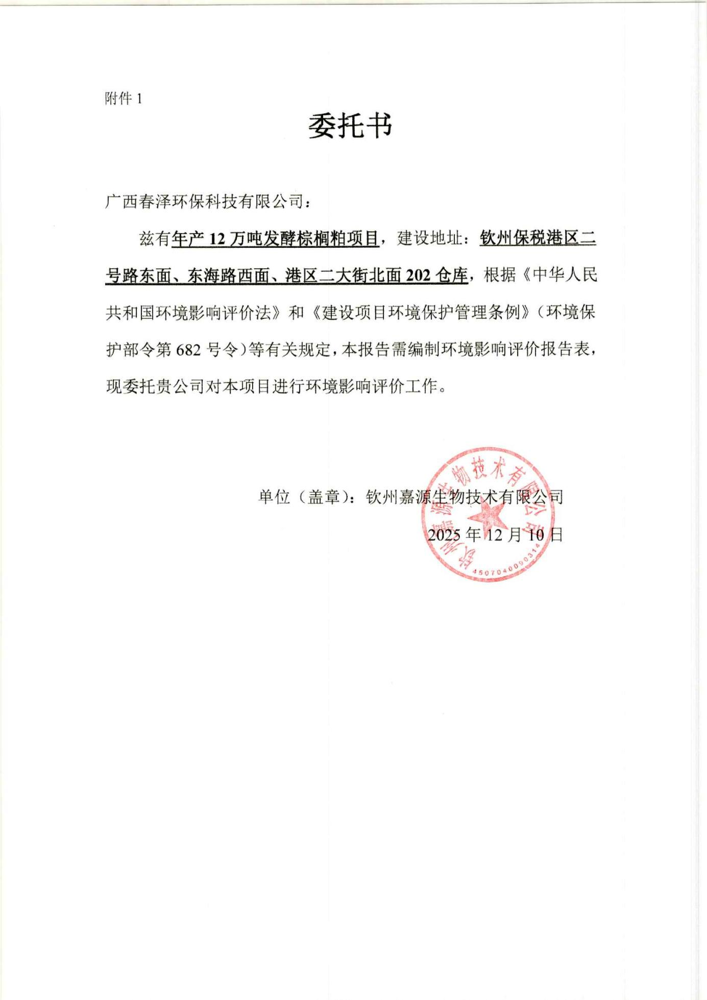 附件 1
委托书
广西春泽环保科技有限公司：
兹有年产 12 万吨发酵棕榈粕项目，建设地址：钦州保税港区二
号路东面、东海路西面、港区二大街北面 202 仓库，根据《中华人民
共和国环境影响评价法》和《建设项目环境保护管理条例》（环境保
护部令第 682 号令）等有关规定，本报告需编制环境影响评价报告表，
现委托贵公司对本项目进行环境影响评价工作。
单位（盖章）：钦州嘉源生物技术有限公司
2025 年 12 月 10 日
钦州嘉源生物技术有限公司
4507040090314